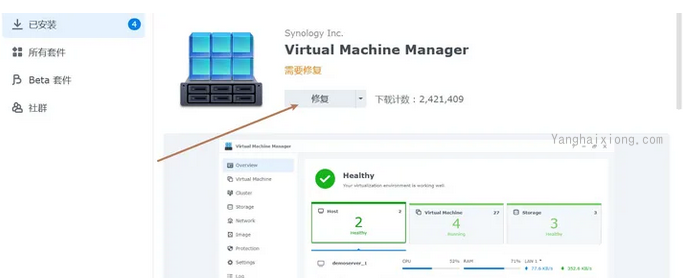 已安装
4
所有套件
Beta 套件
社群
Synology Inc.
Virtual Machine Manager
需要修复
修复
下载计数：2,421,409
Yanghaixiong.com
Virtual Machine Manager
Overview
Virtual Machine
Cluster
Storage
Network
Image
Protection
Settings
Log
Healthy
Your virtualization environment is working well.
Host 2
2
Healthy
Virtual Machine 27
4
Running
Storage 3
3
Healthy
demoserver_1
CPU 52%
RAM 71%
LAN 1
77.6 KB/s
252.6 KB/s